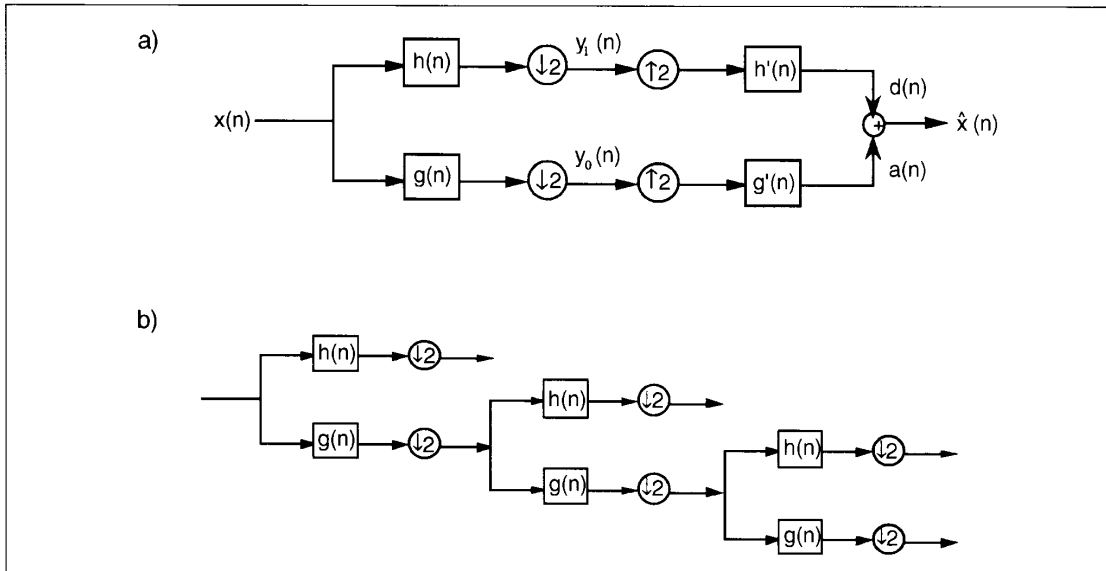 a)
h(n) ↓2 y₁(n) ↑2 h'(n)
d(n)
x(n) + x̂(n)
a(n)
g(n) ↓2 y₀(n) ↑2 g'(n)
b)
h(n) ↓2
h(n) ↓2
g(n) ↓2
h(n) ↓2
g(n) ↓2
g(n) ↓2